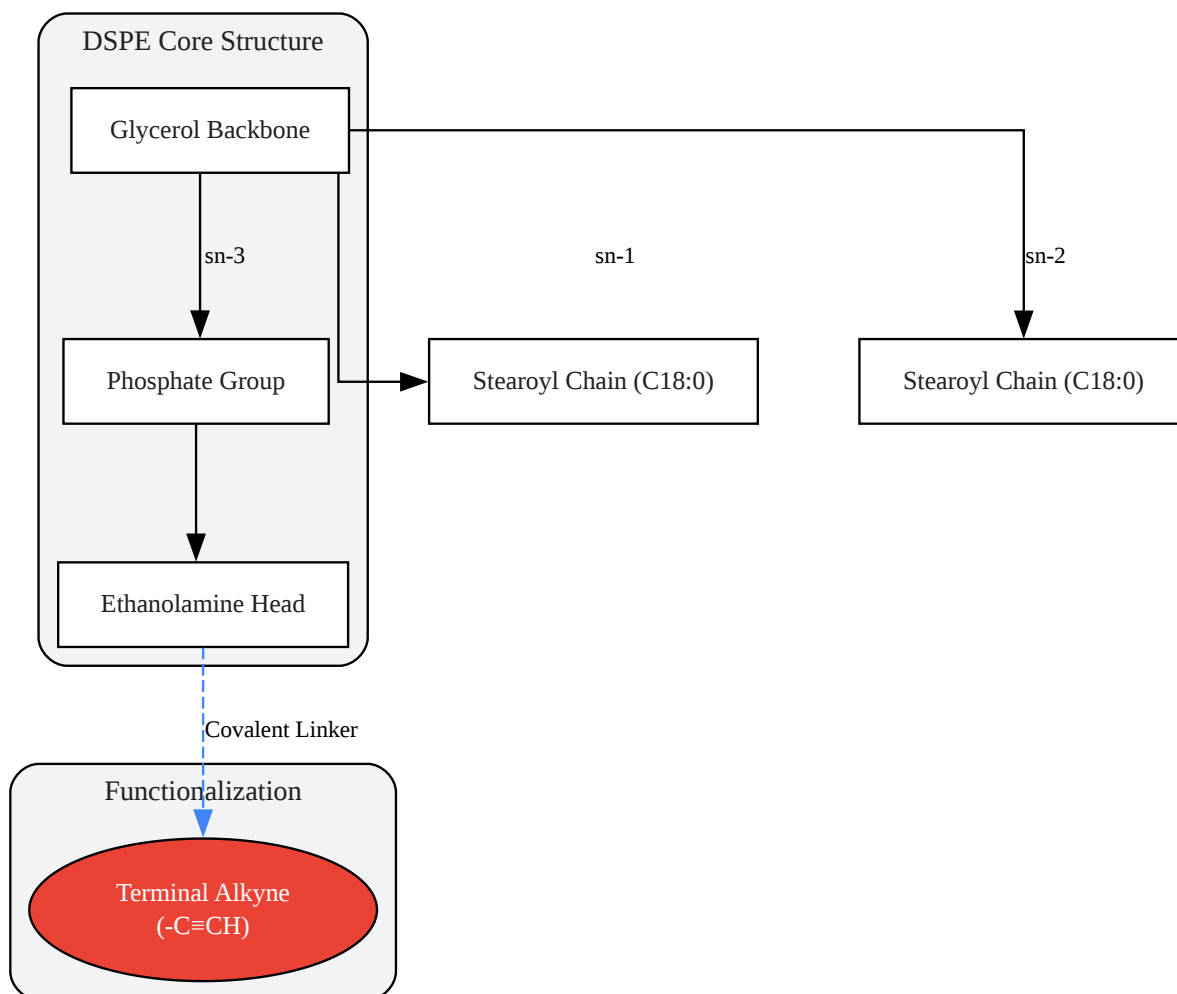 DSPE Core Structure
Glycerol Backbone
sn-3
sn-1
sn-2
Phosphate Group
Stearoyl Chain (C18:0)
Stearoyl Chain (C18:0)
Ethanolamine Head
Covalent Linker
Functionalization
Terminal Alkyne
(-C≡CH)